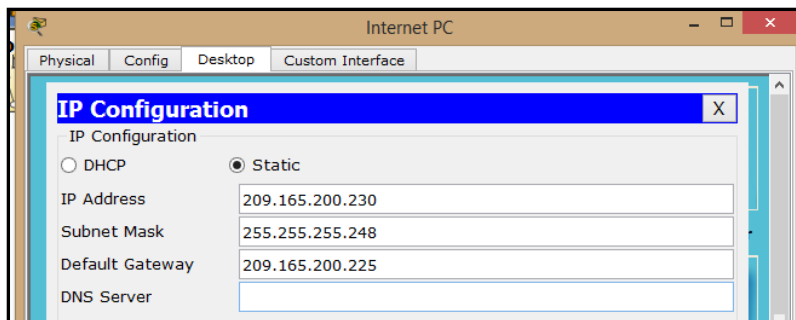 Internet PC
Physical Config Desktop Custom Interface
IP Configuration X
IP Configuration
DHCP Static
IP Address 209.165.200.230
Subnet Mask 255.255.255.248
Default Gateway 209.165.200.225
DNS Server